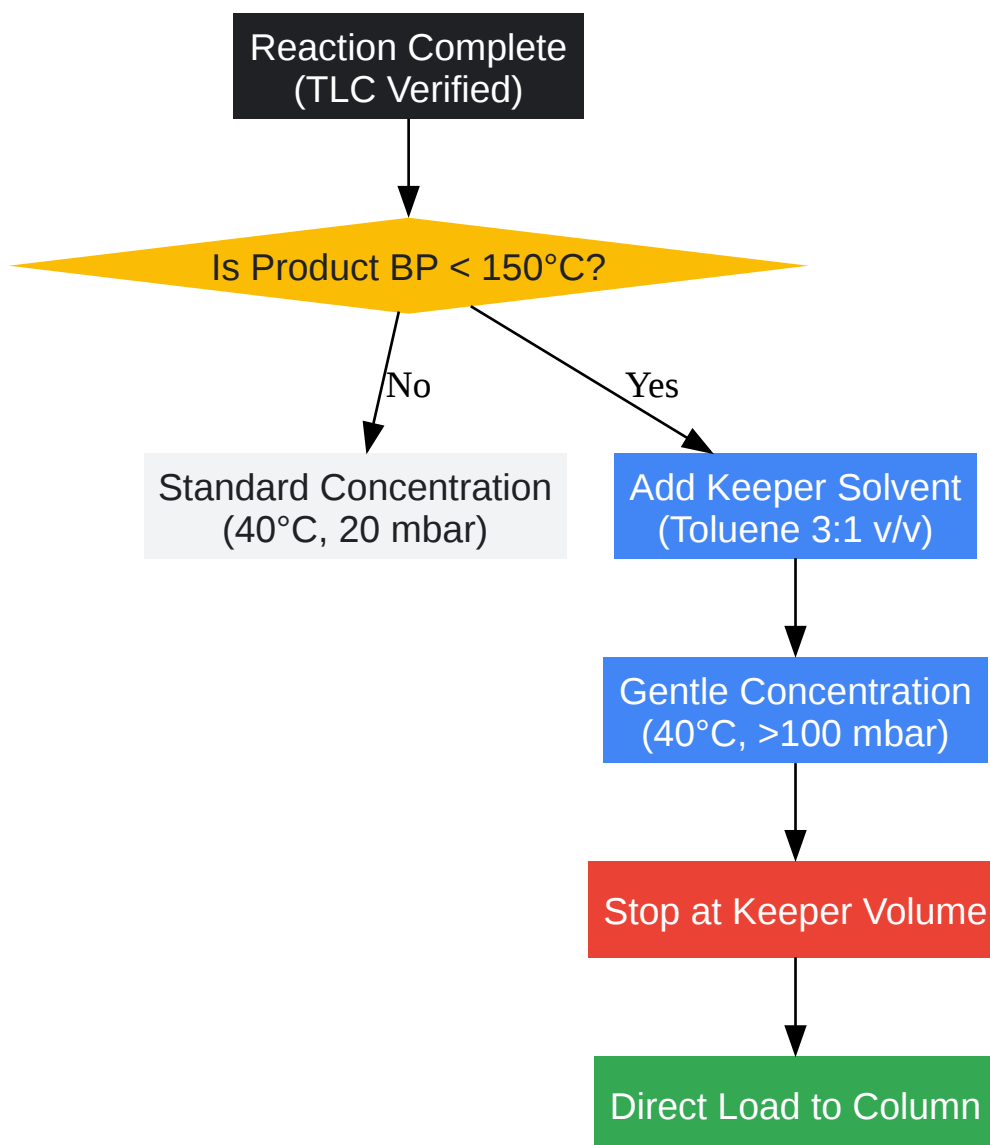 Reaction Complete
(TLC Verified)
Is Product BP < 150°C?
No
Yes
Standard Concentration
(40°C, 20 mbar)
Add Keeper Solvent
(Toluene 3:1 v/v)
Gentle Concentration
(40°C, >100 mbar)
Stop at Keeper Volume
Direct Load to Column